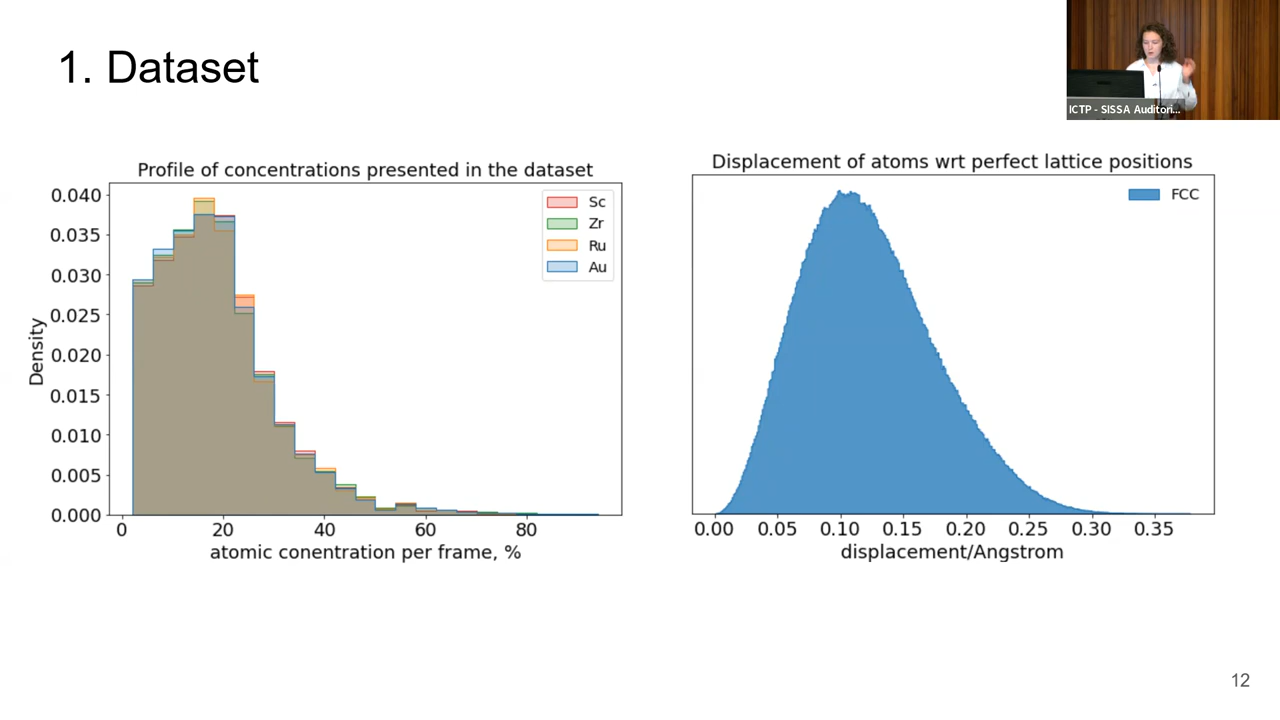 1. Dataset
ICTP - SISSA Auditori...
Profile of concentrations presented in the dataset
Sc
Zr
Ru
Au
0.040
0.035
0.030
0.025
0.020
0.015
0.010
0.005
0.000
Density
0 20 40 60 80
atomic conentration per frame, %
Displacement of atoms wrt perfect lattice positions
FCC
0.00 0.05 0.10 0.15 0.20 0.25 0.30 0.35
displacement/Angstrom
12